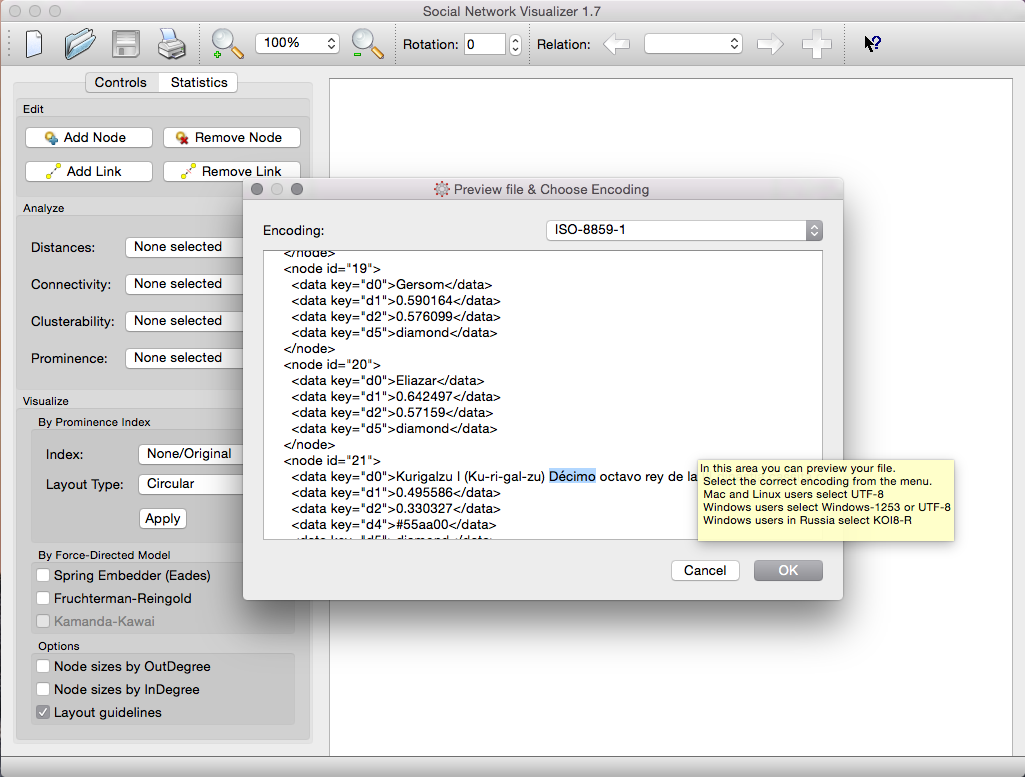 Social Network Visualizer 1.7
100% Rotation: 0 Relation:
Controls Statistics
Edit
Add Node Remove Node
Add Link Remove Link
Analyze
Distances: None selected
Connectivity: None selected
Clusterability: None selected
Prominence: None selected
Visualize
By Prominence Index
Index: None/Original
Layout Type: Circular
Apply
By Force-Directed Model
Spring Embedder (Eades)
Fruchterman-Reingold
Kamanda-Kawai
Options
Node sizes by OutDegree
Node sizes by InDegree
Layout guidelines
Preview file & Choose Encoding
Encoding: ISO-8859-1
</node>
<node id="19">
<data key="d0">Gersom</data>
<data key="d1">0.590164</data>
<data key="d2">0.576099</data>
<data key="d5">diamond</data>
</node>
<node id="20">
<data key="d0">Eliazar</data>
<data key="d1">0.642497</data>
<data key="d2">0.57159</data>
<data key="d5">diamond</data>
</node>
<node id="21">
<data key="d0">Kurigalzu I (Ku-ri-gal-zu) Décimo octavo rey de la
<data key="d1">0.495586</data>
<data key="d2">0.330327</data>
<data key="d4">#55aa00</data>
<data key="d5">diamond</data>
In this area you can preview your file.
Select the correct encoding from the menu.
Mac and Linux users select UTF-8
Windows users select Windows-1253 or UTF-8
Windows users in Russia select KOI8-R
Cancel OK